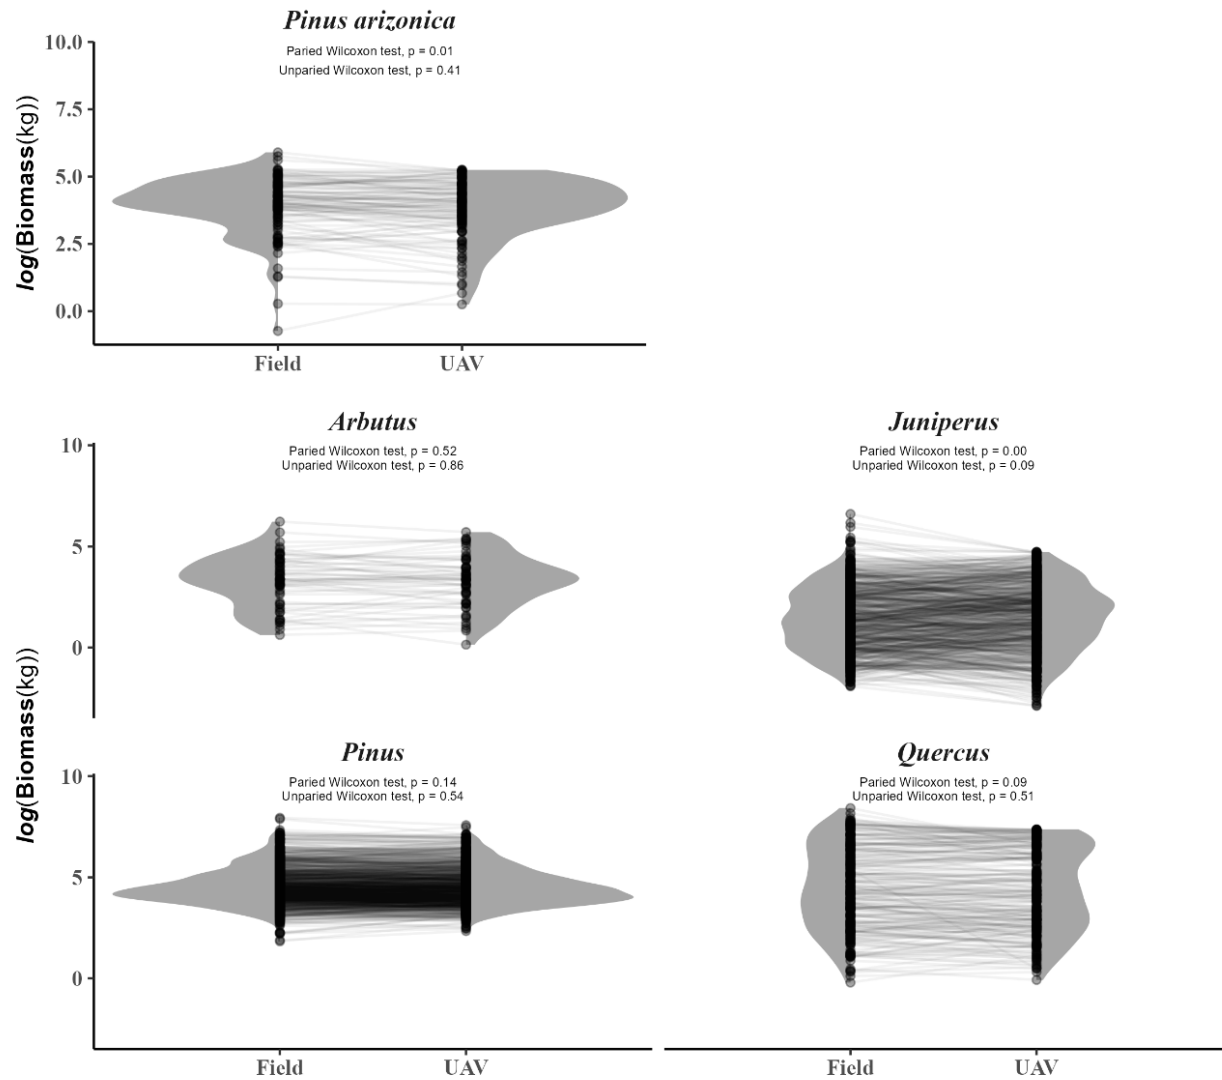 Pinus arizonica
Paried Wilcoxon test, p = 0.01
Unparied Wilcoxon test, p = 0.41
log(Biomass(kg))
10.0
7.5
5.0
2.5
0.0
Field UAV
Arbutus
Paried Wilcoxon test, p = 0.52
Unparied Wilcoxon test, p = 0.86
Juniperus
Paried Wilcoxon test, p = 0.00
Unparied Wilcoxon test, p = 0.09
10
5
0
log(Biomass(kg))
Pinus
Paried Wilcoxon test, p = 0.14
Unparied Wilcoxon test, p = 0.54
Quercus
Paried Wilcoxon test, p = 0.09
Unparied Wilcoxon test, p = 0.51
10
5
0
Field UAV
Field UAV